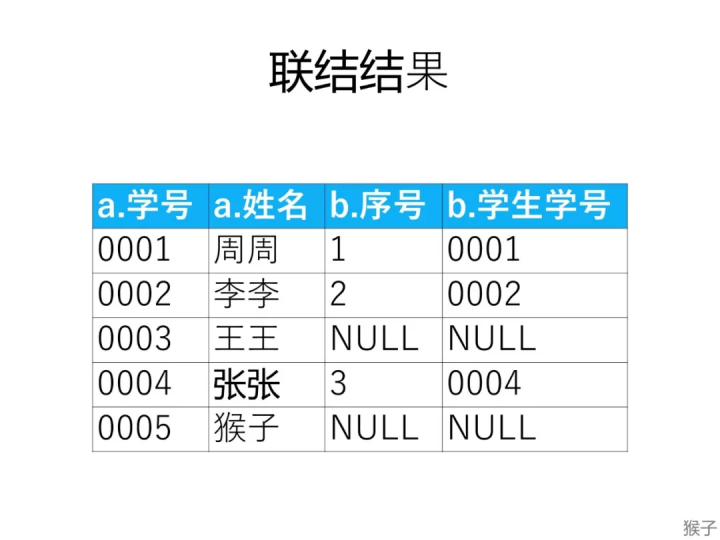 联结结果
a.学号 a.姓名 b.序号 b.学生学号
0001 周周 1 0001
0002 李李 2 0002
0003 王王 NULL NULL
0004 张张 3 0004
0005 猴子 NULL NULL
猴子